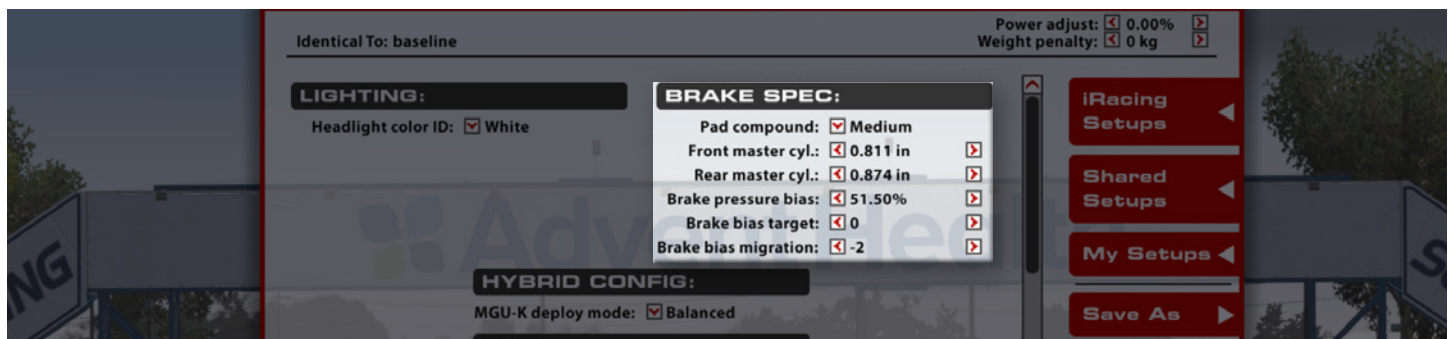 Identical To: baseline
Power adjust: 0.00%
Weight penalty: 0 kg
LIGHTING:
Headlight color ID: White
BRAKE SPEC:
Pad compound: Medium
Front master cyl.: 0.811 in
Rear master cyl.: 0.874 in
Brake pressure bias: 51.50%
Brake bias target: 0
Brake bias migration: -2
HYBRID CONFIG:
MGU-K deploy mode: Balanced
iRacing
Setups
Shared
Setups
My Setups
Save As
NG